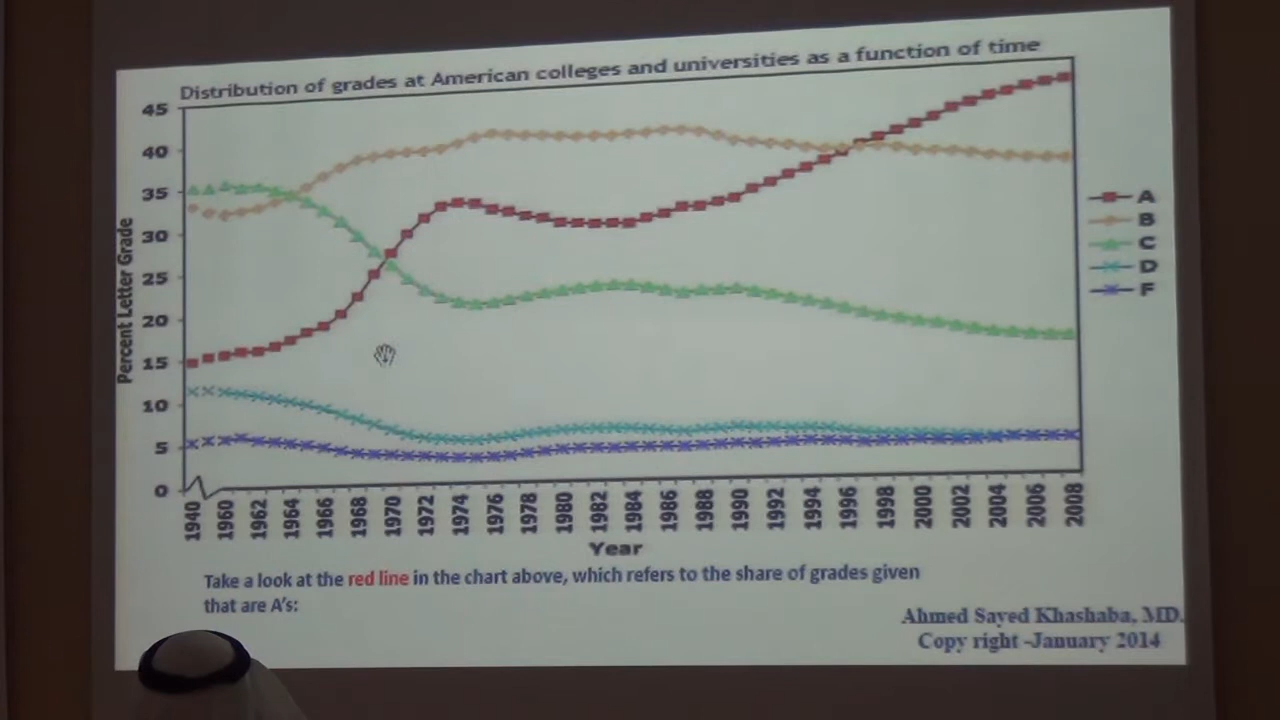 Distribution of grades at American colleges and universities as a function of time
45
40
35
30
25
20
15
10
5
0
Percent Letter Grade
1940 1960 1962 1964 1966 1968 1970 1972 1974 1976 1978 1980 1982 1984 1986 1988 1990 1992 1994 1996 1998 2000 2002 2004 2006 2008
Year
A
B
C
D
F
Take a look at the red line in the chart above, which refers to the share of grades given
that are A's:
Ahmed Sayed Khashaba, MD.
Copy right -January 2014